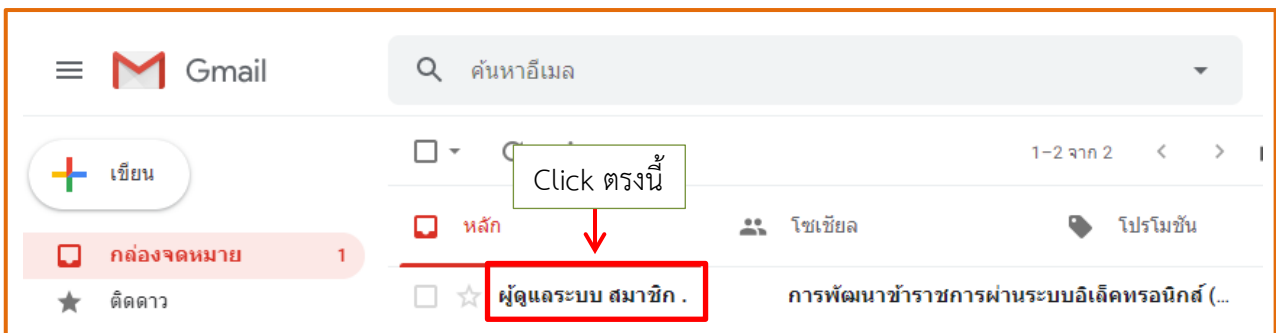 Gmail
ค้นหาอีเมล
เขียน
1–2 จาก 2
Click ตรงนี้
หลัก
โซเชียล
โปรโมชัน
กล่องจดหมาย 1
ติดดาว
ผู้ดูแลระบบ สมาชิก .
การพัฒนาข้าราชการผ่านระบบอิเล็คทรอนิกส์ (...